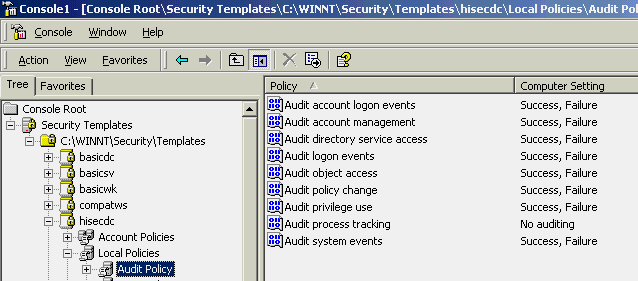 Console1 - [Console Root\Security Templates\C:\WINNT\Security\Templates\hisecdc\Local Policies\Audit Pol
Console Window Help
Action View Favorites
Tree Favorites
Policy Computer Setting
Console Root
Security Templates
C:\WINNT\Security\Templates
basicdc
basicsv
basicwk
compatws
hisecdc
Account Policies
Local Policies
Audit Policy
Audit account logon events Success, Failure
Audit account management Success, Failure
Audit directory service access Success, Failure
Audit logon events Success, Failure
Audit object access Success, Failure
Audit policy change Success, Failure
Audit privilege use Success, Failure
Audit process tracking No auditing
Audit system events Success, Failure